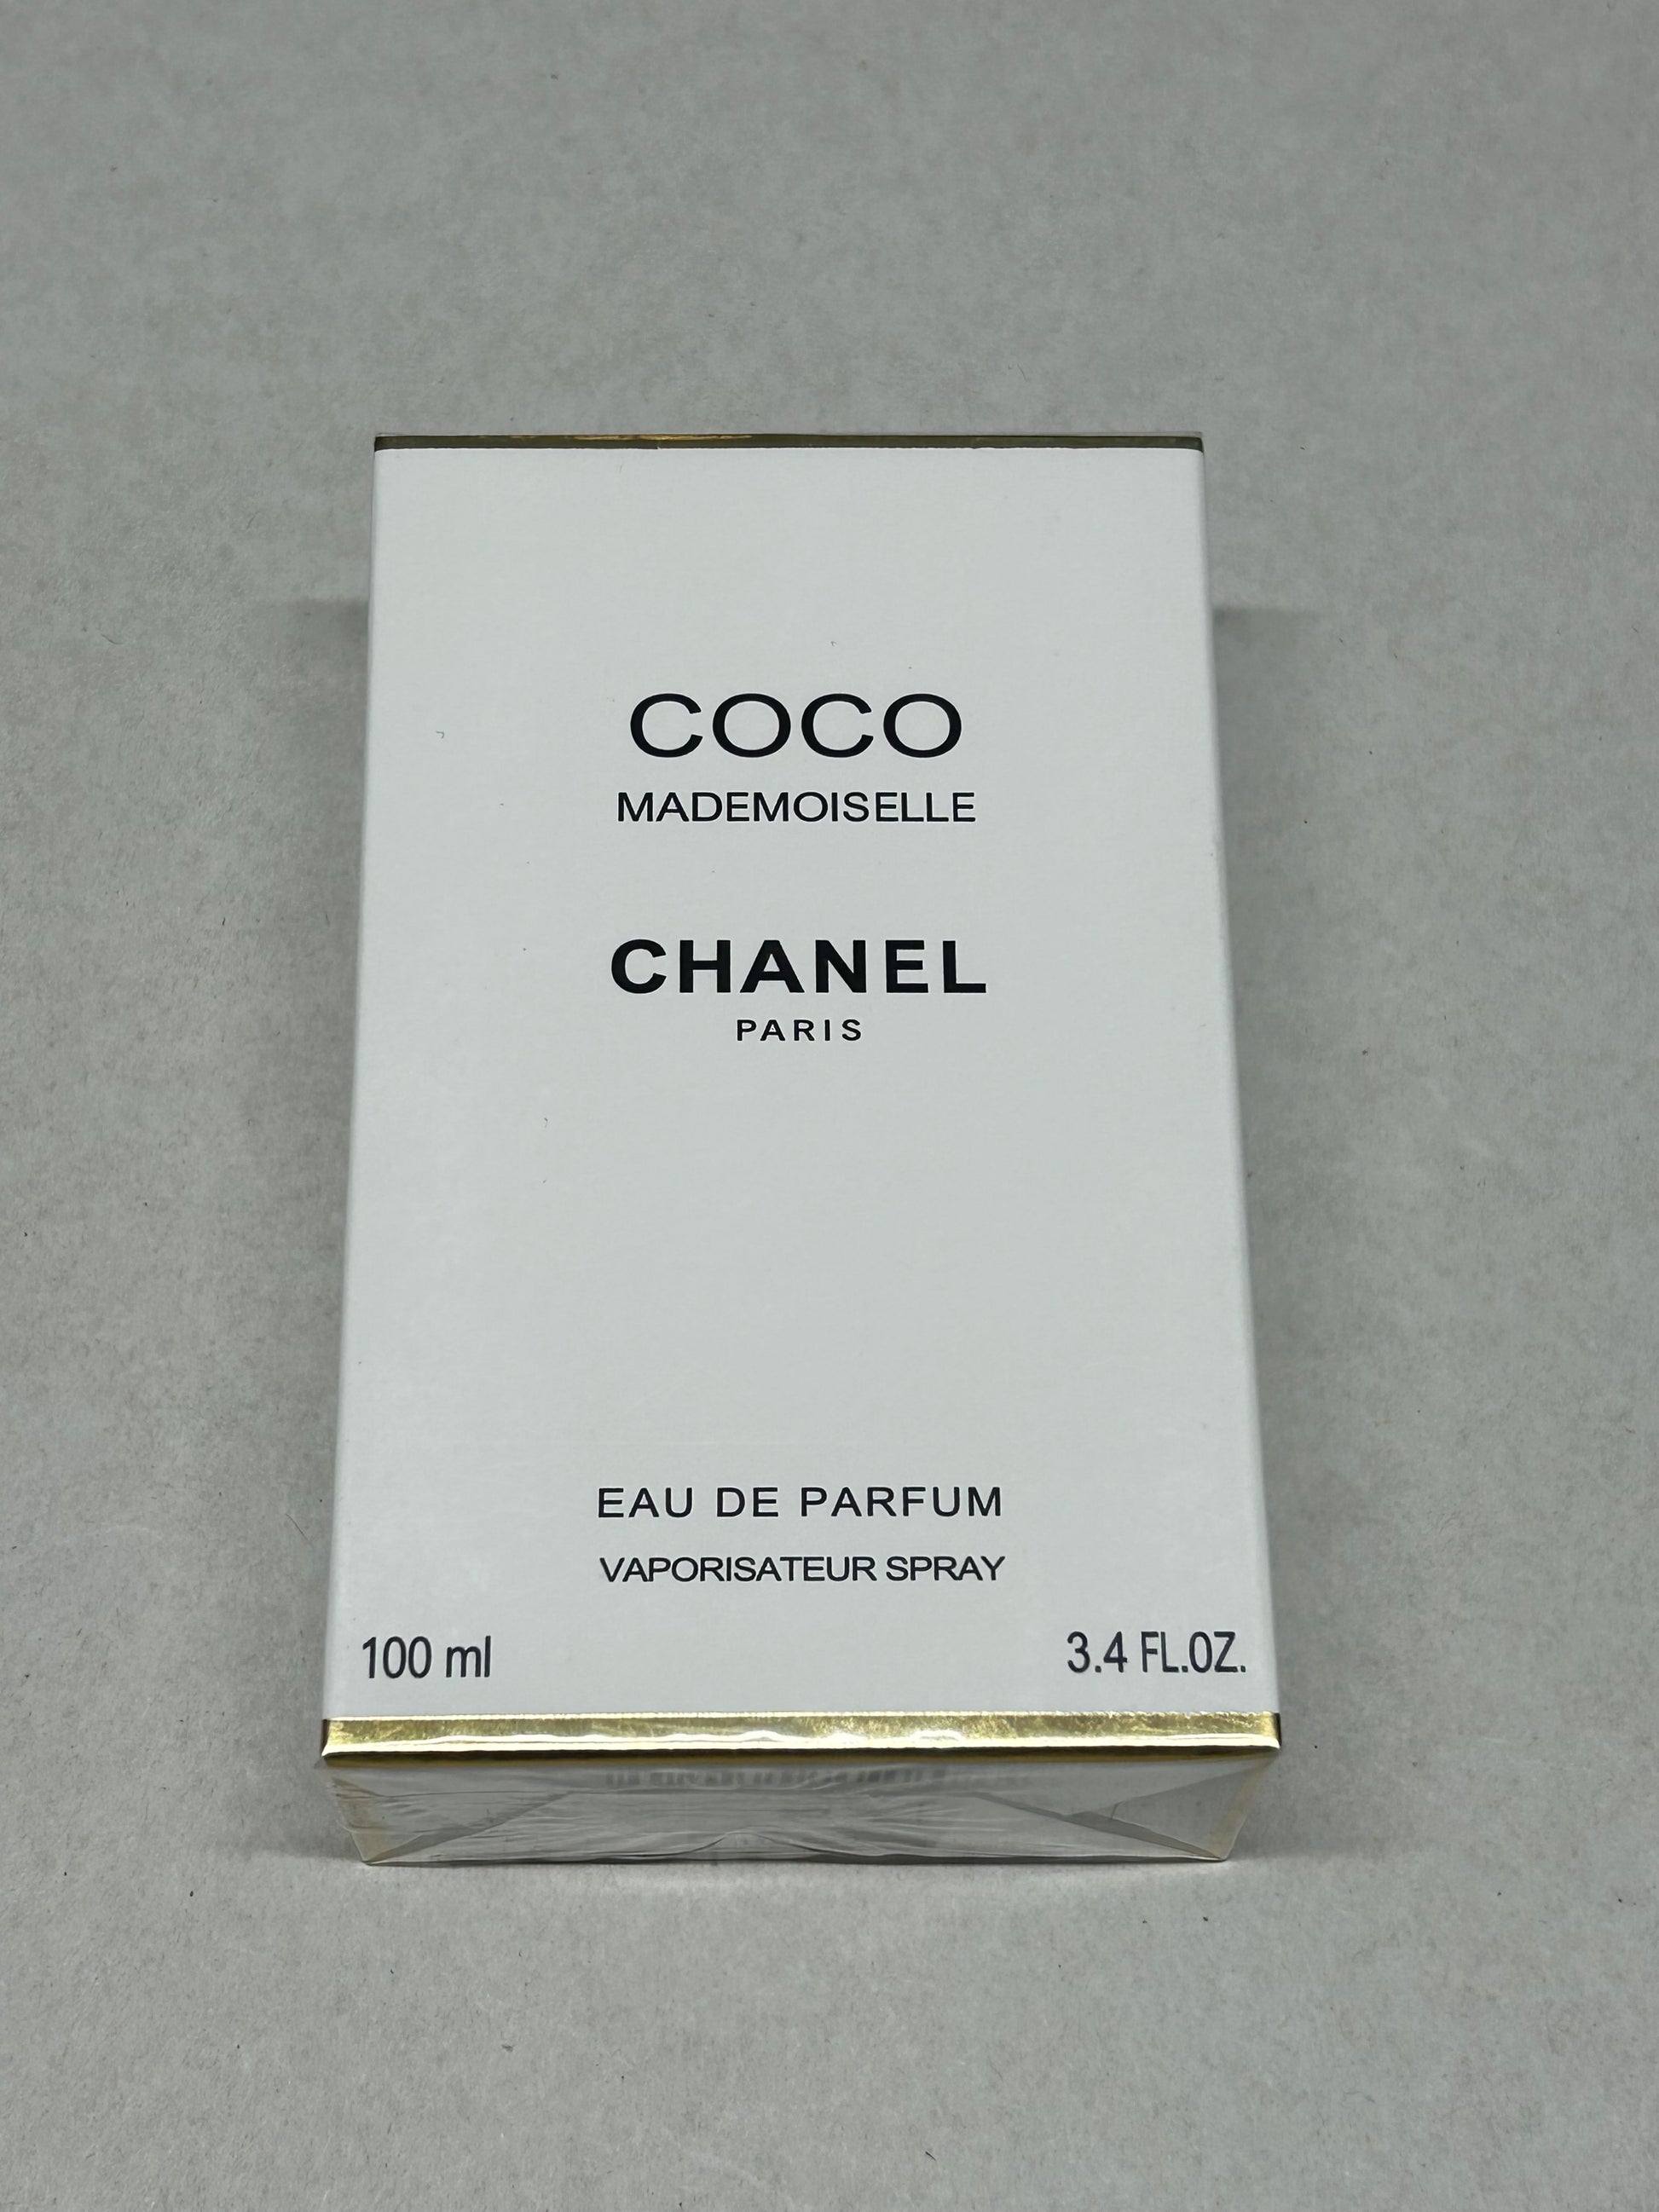 COCO
MADEMOISELLE
CHANEL
PARIS
EAU DE PARFUM
VAPORISATEUR SPRAY
100 ml 3.4 FL.OZ.